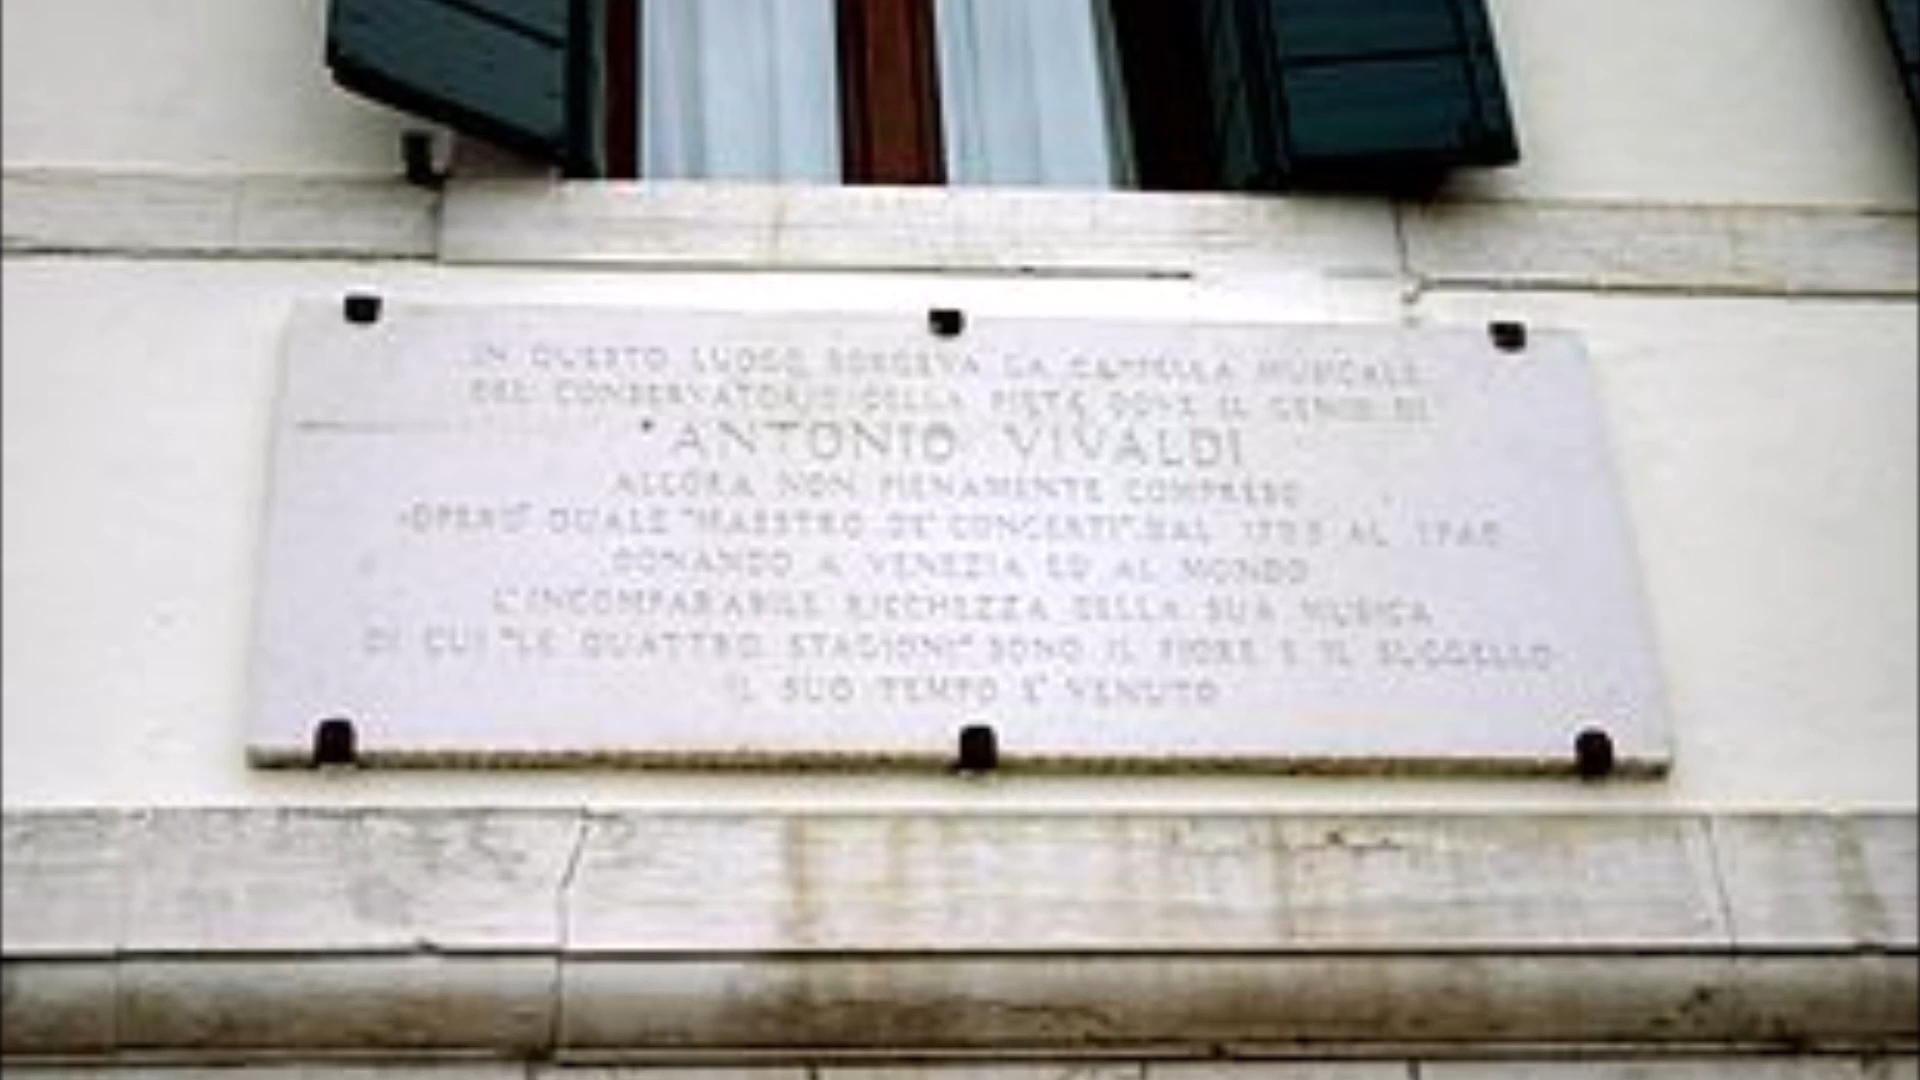 IN QUESTO LUOGO SORGEVA LA CAPPELLA MUSICALE
DEL CONSERVATORIO DELLA PIETÀ DOVE IL GENIO DI
ANTONIO VIVALDI
ALLORA NON PIENAMENTE COMPRESO
OPERO' QUALE "MAESTRO DE' CONCERTI" DAL AL
DONANDO A VENEZIA ED AL MONDO
L'INCOMPARABILE RICCHEZZA DELLA SUA MUSICA
DI CUI "LE QUATTRO STAGIONI" SONO IL FIORE E IL SUGGELLO
IL SUO TEMPO E' VENUTO